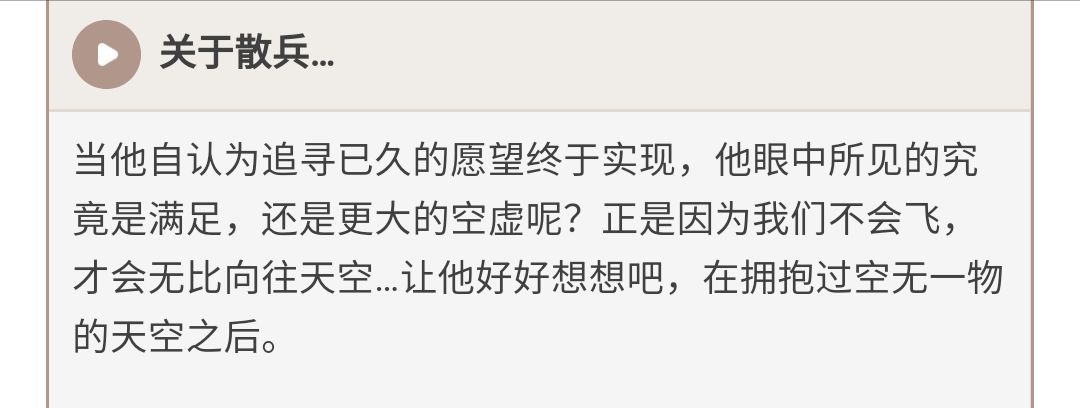 关于散兵…
当他自认为追寻已久的愿望终于实现，他眼中所见的究
竟是满足，还是更大的空虚呢？正是因为我们不会飞，
才会无比向往天空…让他好好想想吧，在拥抱过空无一物
的天空之后。